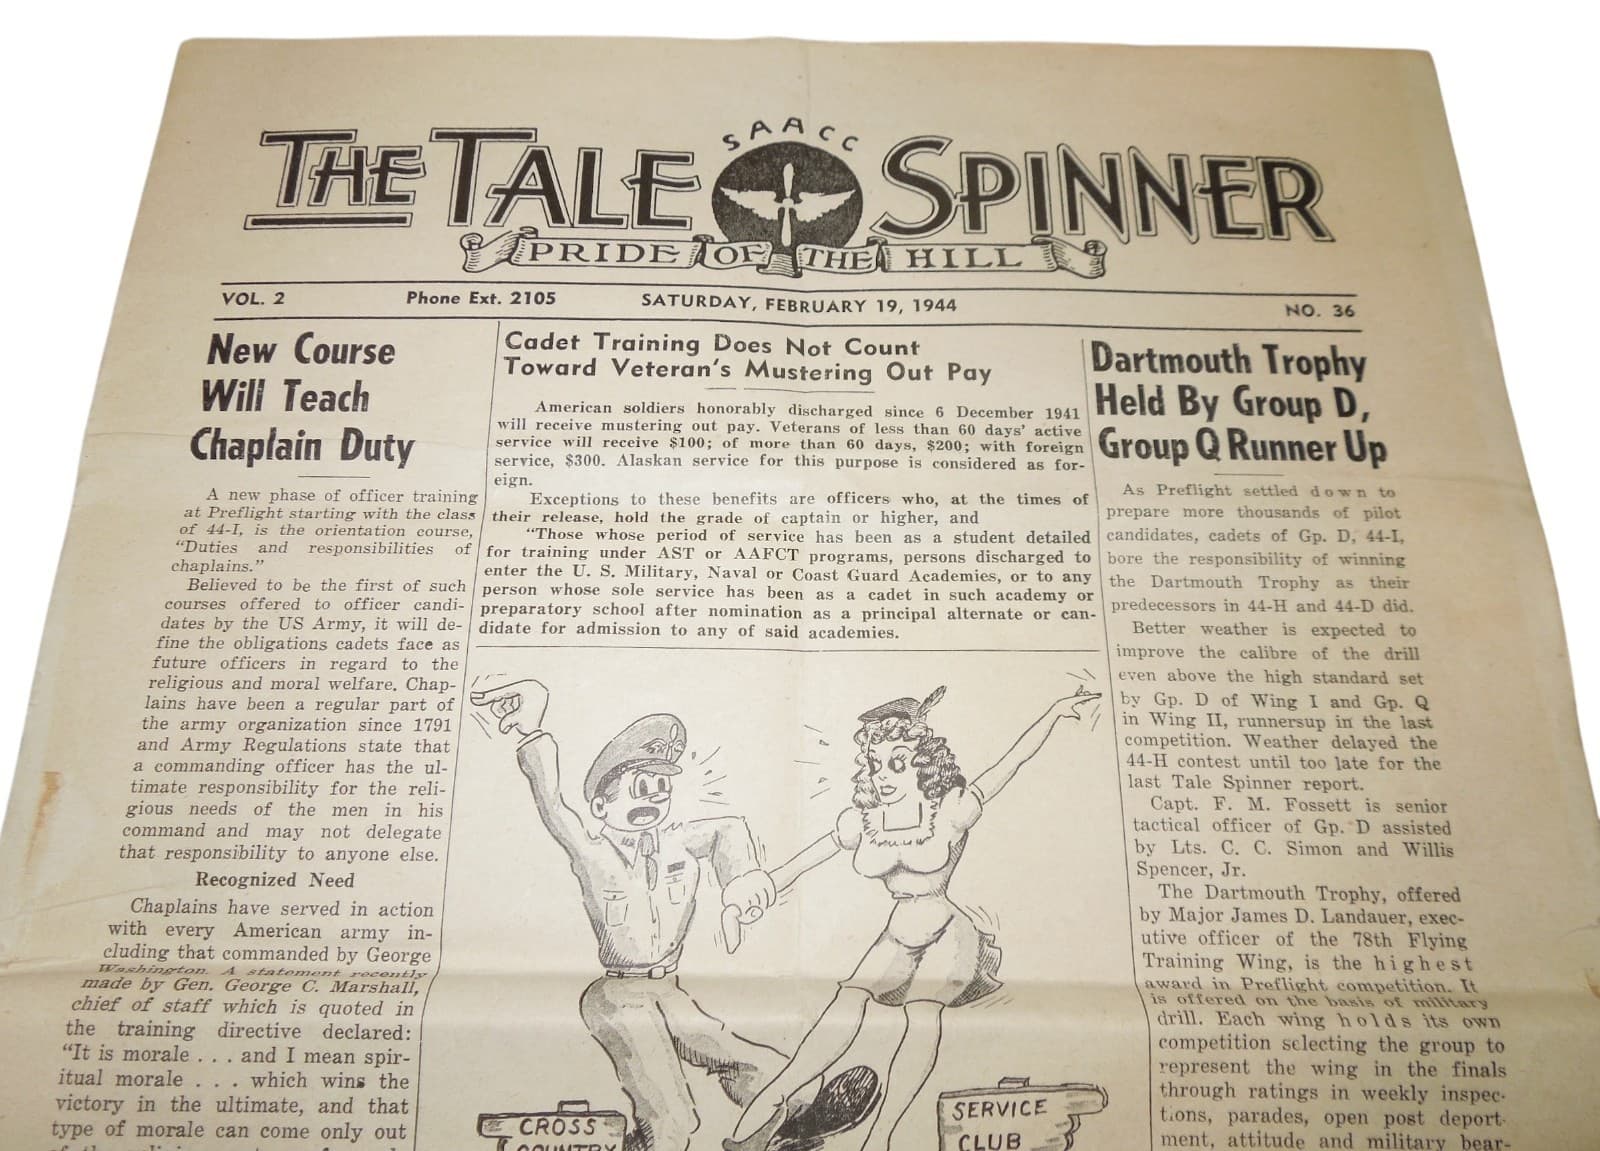 SAACC
THE TALE SPINNER
PRIDE OF THE HILL
VOL. 2 Phone Ext. 2105 SATURDAY, FEBRUARY 19, 1944 NO. 36
New Course
Will Teach
Chaplain Duty
A new phase of officer training
at Preflight starting with the class
of 44-I, is the orientation course,
"Duties and responsibilities of
chaplains."
Believed to be the first of such
courses offered to officer candi-
dates by the US Army, it will de-
fine the obligations cadets face as
future officers in regard to the
religious and moral welfare. Chap-
lains have been a regular part of
the army organization since 1791
and Army Regulations state that
a commanding officer has the ul-
timate responsibility for the reli-
gious needs of the men in his
command and may not delegate
that responsibility to anyone else.
Recognized Need
Chaplains have served in action
with every American army in-
cluding that commanded by George
Washington. A statement recently
made by Gen. George C. Marshall,
chief of staff which is quoted in
the training directive declared:
"It is morale . . . and I mean spir-
itual morale . . . which wins the
victory in the ultimate, and that
type of morale can come only out
Cadet Training Does Not Count
Toward Veteran's Mustering Out Pay
American soldiers honorably discharged since 6 December 1941
will receive mustering out pay. Veterans of less than 60 days' active
service will receive $100; of more than 60 days, $200; with foreign
service, $300. Alaskan service for this purpose is considered as for-
eign.
Exceptions to these benefits are officers who, at the times of
their release, hold the grade of captain or higher, and
"Those whose period of service has been as a student detailed
for training under AST or AAFCT programs, persons discharged to
enter the U. S. Military, Naval or Coast Guard Academies, or to any
person whose sole service has been as a cadet in such academy or
preparatory school after nomination as a principal alternate or can-
didate for admission to any of said academies.
CROSS
COUNTRY
SERVICE
CLUB
Dartmouth Trophy
Held By Group D,
Group Q Runner Up
As Preflight settled down to
prepare more thousands of pilot
candidates, cadets of Gp. D, 44-I,
bore the responsibility of winning
the Dartmouth Trophy as their
predecessors in 44-H and 44-D did.
Better weather is expected to
improve the calibre of the drill
even above the high standard set
by Gp. D of Wing I and Gp. Q
in Wing II, runnersup in the last
competition. Weather delayed the
44-H contest until too late for the
last Tale Spinner report.
Capt. F. M. Fossett is senior
tactical officer of Gp. D assisted
by Lts. C. C. Simon and Willis
Spencer, Jr.
The Dartmouth Trophy, offered
by Major James D. Landauer, exec-
utive officer of the 78th Flying
Training Wing, is the highest
award in Preflight competition. It
is offered on the basis of military
drill. Each wing holds its own
competition selecting the group to
represent the wing in the finals
through ratings in weekly inspec-
tions, parades, open post deport-
ment, attitude and military bear-